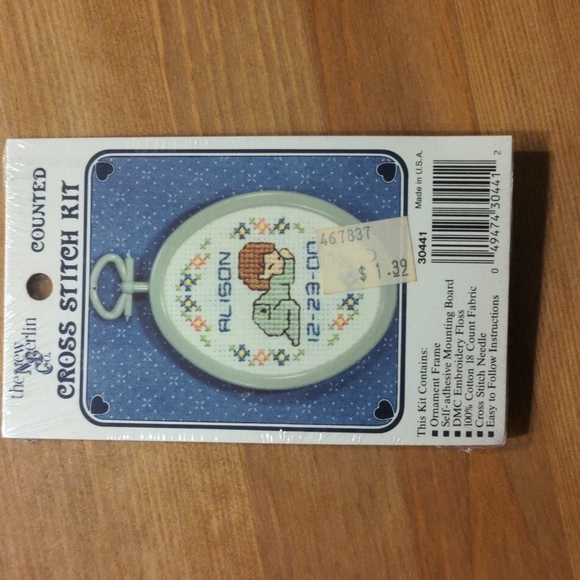 the New Berlin Co.
COUNTED
CROSS STITCH KIT
ALISON
12-23-00
467837
$1.39
This Kit Contains:
■ Ornament Frame
■ Self-adhesive Mounting Board
■ DMC Embroidery Floss
■ 100% Cotton 18 Count Fabric
■ Cross Stitch Needle
■ Easy to Follow Instructions
30441
Made in U.S.A.
0 49474 30441 2